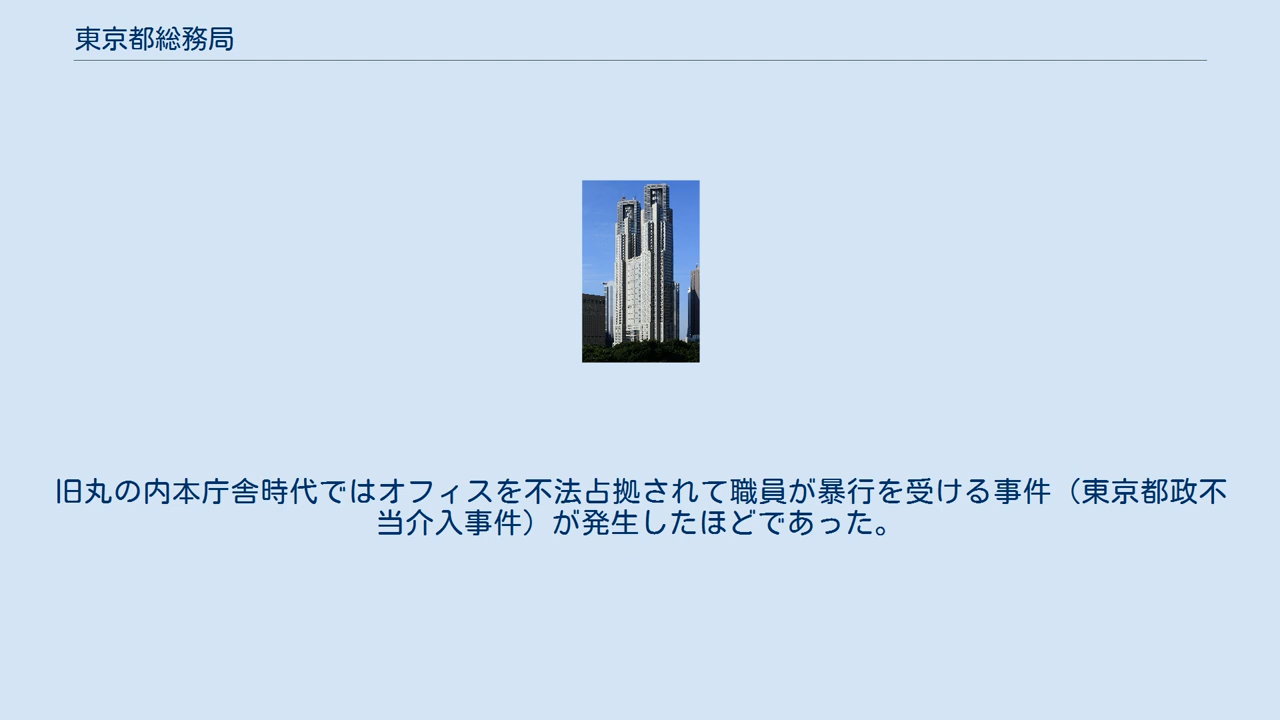 東京都総務局
旧丸の内本庁舎時代ではオフィスを不法占拠されて職員が暴行を受ける事件（東京都政不
当介入事件）が発生したほどであった。